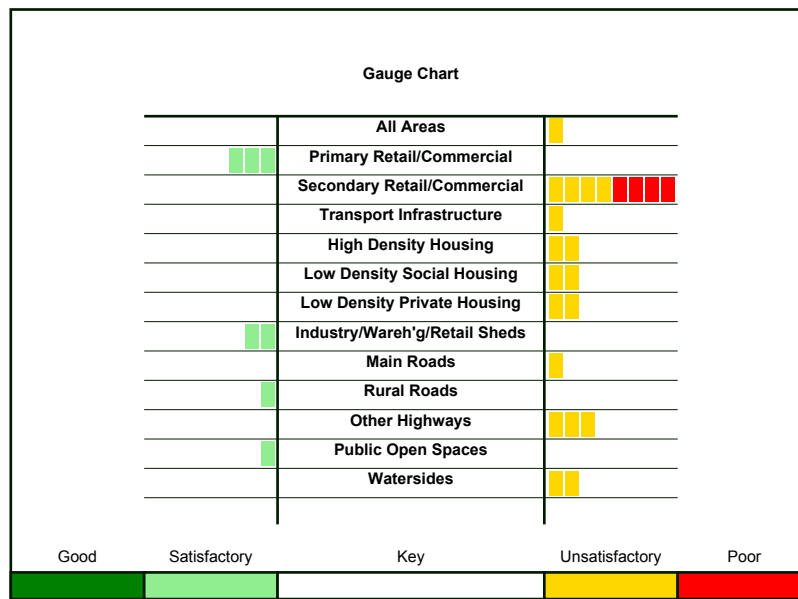 Gauge Chart
All Areas
Primary Retail/Commercial
Secondary Retail/Commercial
Transport Infrastructure
High Density Housing
Low Density Social Housing
Low Density Private Housing
Industry/Wareh'g/Retail Sheds
Main Roads
Rural Roads
Other Highways
Public Open Spaces
Watersides
Good Satisfactory Key Unsatisfactory Poor